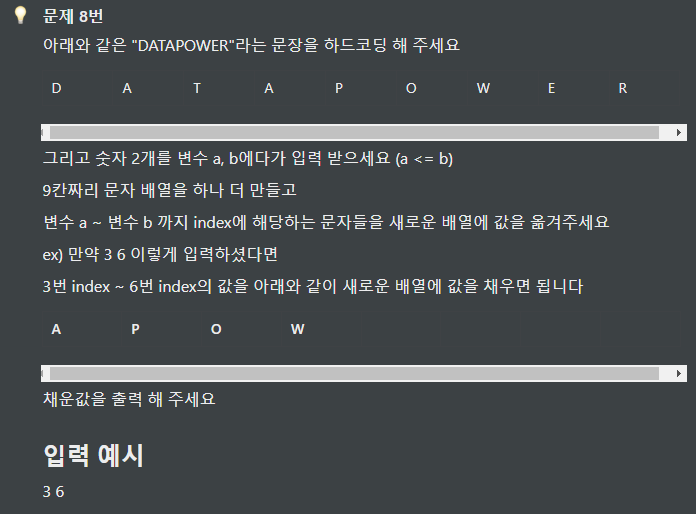 문제 8번
아래와 같은 "DATAPOWER"라는 문장을 하드코딩 해 주세요
D A T A P O W E R
그리고 숫자 2개를 변수 a, b에다가 입력 받으세요 (a <= b)
9칸짜리 문자 배열을 하나 더 만들고
변수 a ~ 변수 b 까지 index에 해당하는 문자들을 새로운 배열에 값을 옮겨주세요
ex) 만약 3 6 이렇게 입력하셨다면
3번 index ~ 6번 index의 값을 아래와 같이 새로운 배열에 값을 채우면 됩니다
A P O W
채운값을 출력 해 주세요
입력 예시
3 6